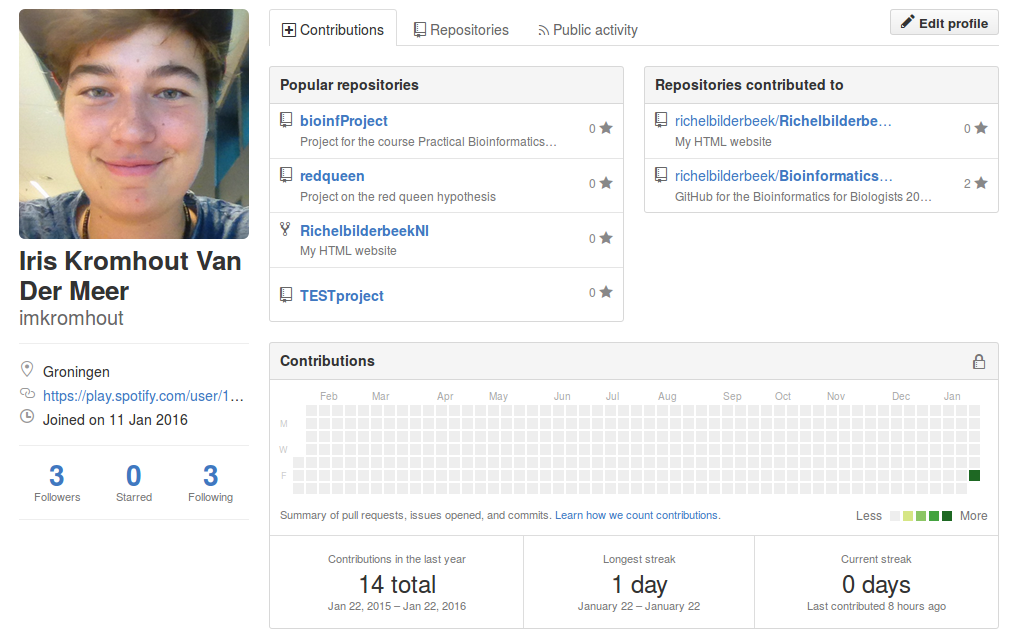 Contributions
Repositories
Public activity
Edit profile
Iris Kromhout Van
Der Meer
imkromhout
Groningen
https://play.spotify.com/user/1...
Joined on 11 Jan 2016
3
Followers
0
Starred
3
Following
Popular repositories
bioinfProject
0
Project for the course Practical Bioinformatics...
redqueen
0
Project on the red queen hypothesis
RichelbilderbeekNl
0
My HTML website
TESTproject
0
Repositories contributed to
richelbilderbeek/Richelbilderbe...
0
My HTML website
richelbilderbeek/Bioinformatics...
2
GitHub for the Bioinformatics for Biologists 20...
Contributions
Feb Mar Apr May Jun Jul Aug Sep Oct Nov Dec Jan
M
W
F
Summary of pull requests, issues opened, and commits. Learn how we count contributions.
Less More
Contributions in the last year
14 total
Jan 22, 2015 – Jan 22, 2016
Longest streak
1 day
January 22 – January 22
Current streak
0 days
Last contributed 8 hours ago